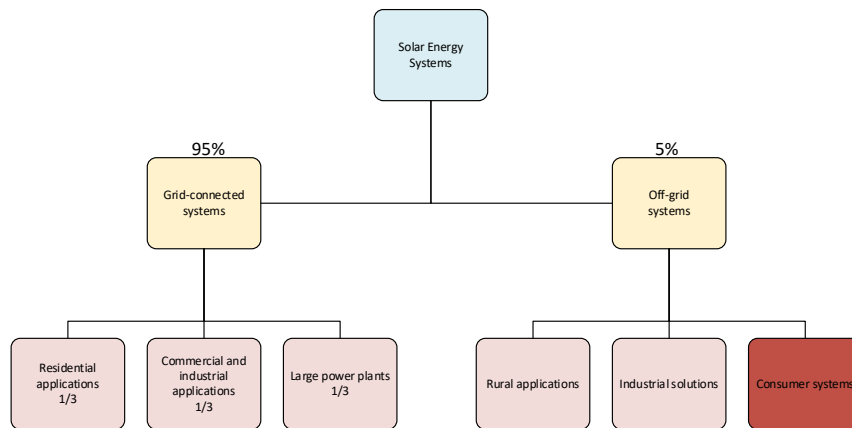 Solar Energy
Systems
95%
5%
Grid-connected
systems
Off-grid
systems
Residential
applications
1/3
Commercial and
industrial
applications
1/3
Large power plants
1/3
Rural applications
Industrial solutions
Consumer systems